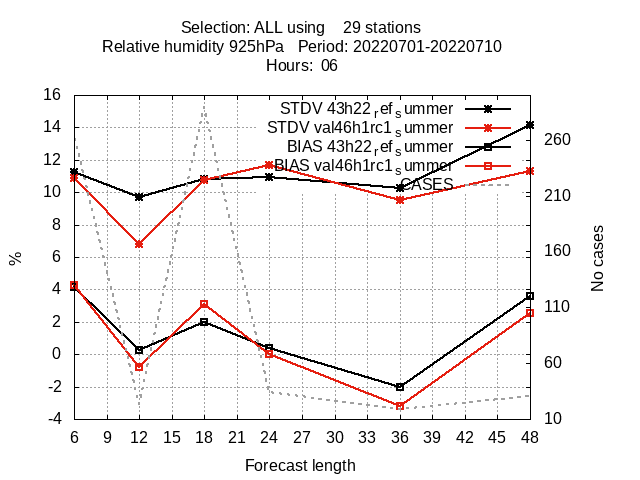 Selection: ALL using 29 stations
Relative humidity 925hPa Period: 20220701-20220710
Hours: 06
STDV 43h22_ref_summer
STDV val46h1rc1_summer
BIAS 43h22_ref_summer
BIAS val46h1rc1_summer
CASES
16
14
12
10
8
6
4
2
0
-2
-4
%
260
210
160
110
60
10
No cases
6 9 12 15 18 21 24 27 30 33 36 39 42 45 48
Forecast length